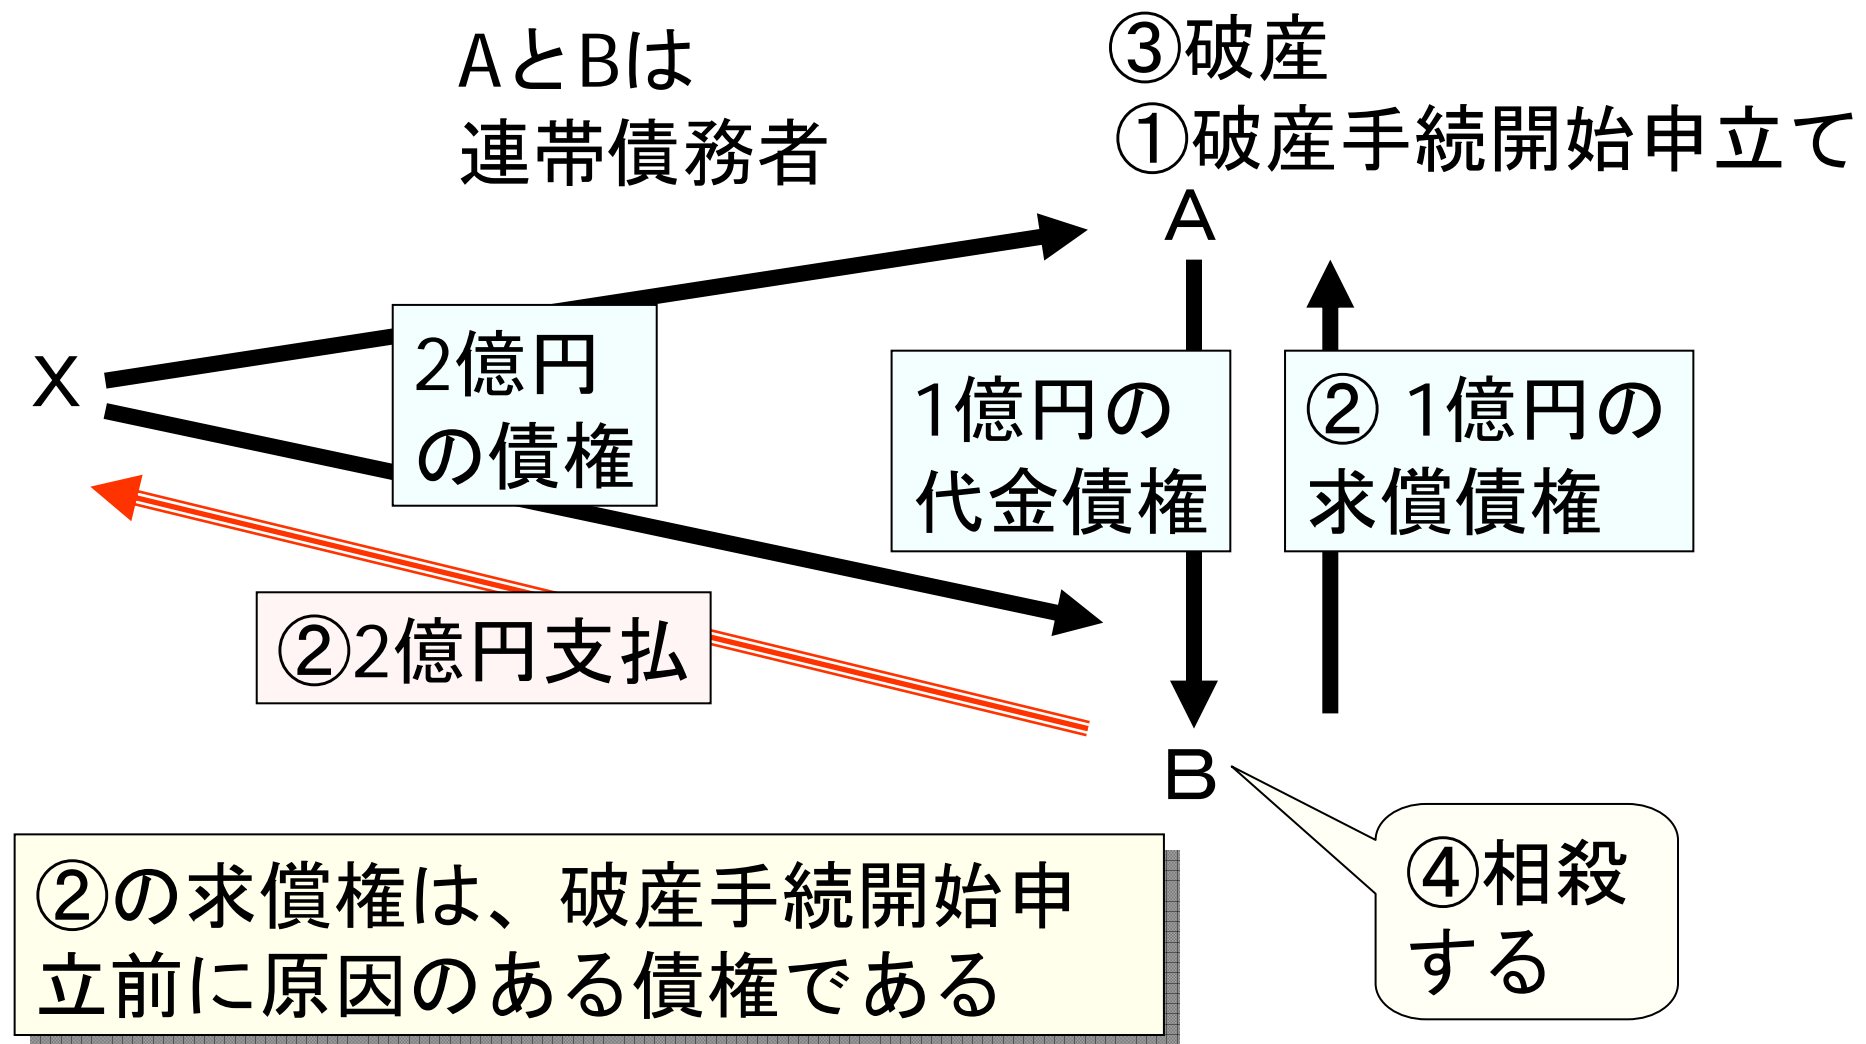 AとBは
連帯債務者
③破産
①破産手続開始申立て
A
X
2億円
の債権
1億円の
代金債権
② 1億円の
求償債権
②2億円支払
B
④相殺
する
②の求償権は、破産手続開始申
立前に原因のある債権である